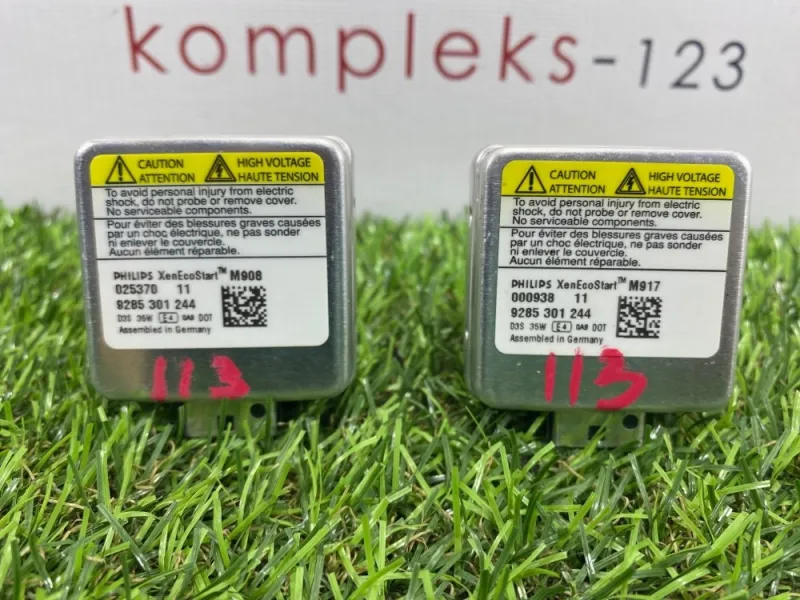 kompleks-123
CAUTION
ATTENTION
HIGH VOLTAGE
HAUTE TENSION
To avoid personal injury from electric
shock, do not probe or remove cover.
No serviceable components.
Pour éviter des blessures graves causées
par un choc électrique, ne pas sonder
ni enlever le couvercle.
Aucun élément réparable.
PHILIPS XenEcoStart™ M908
025370 11
9285 301 244
D3S 35W E4 0A9 DOT
Assembled in Germany
113
CAUTION
ATTENTION
HIGH VOLTAGE
HAUTE TENSION
To avoid personal injury from electric
shock, do not probe or remove cover.
No serviceable components.
Pour éviter des blessures graves causées
par un choc électrique, ne pas sonder
ni enlever le couvercle.
Aucun élément réparable.
PHILIPS XenEcoStart™ M917
000938 11
9285 301 244
D3S 35W E4 0A9 DOT
Assembled in Germany
113